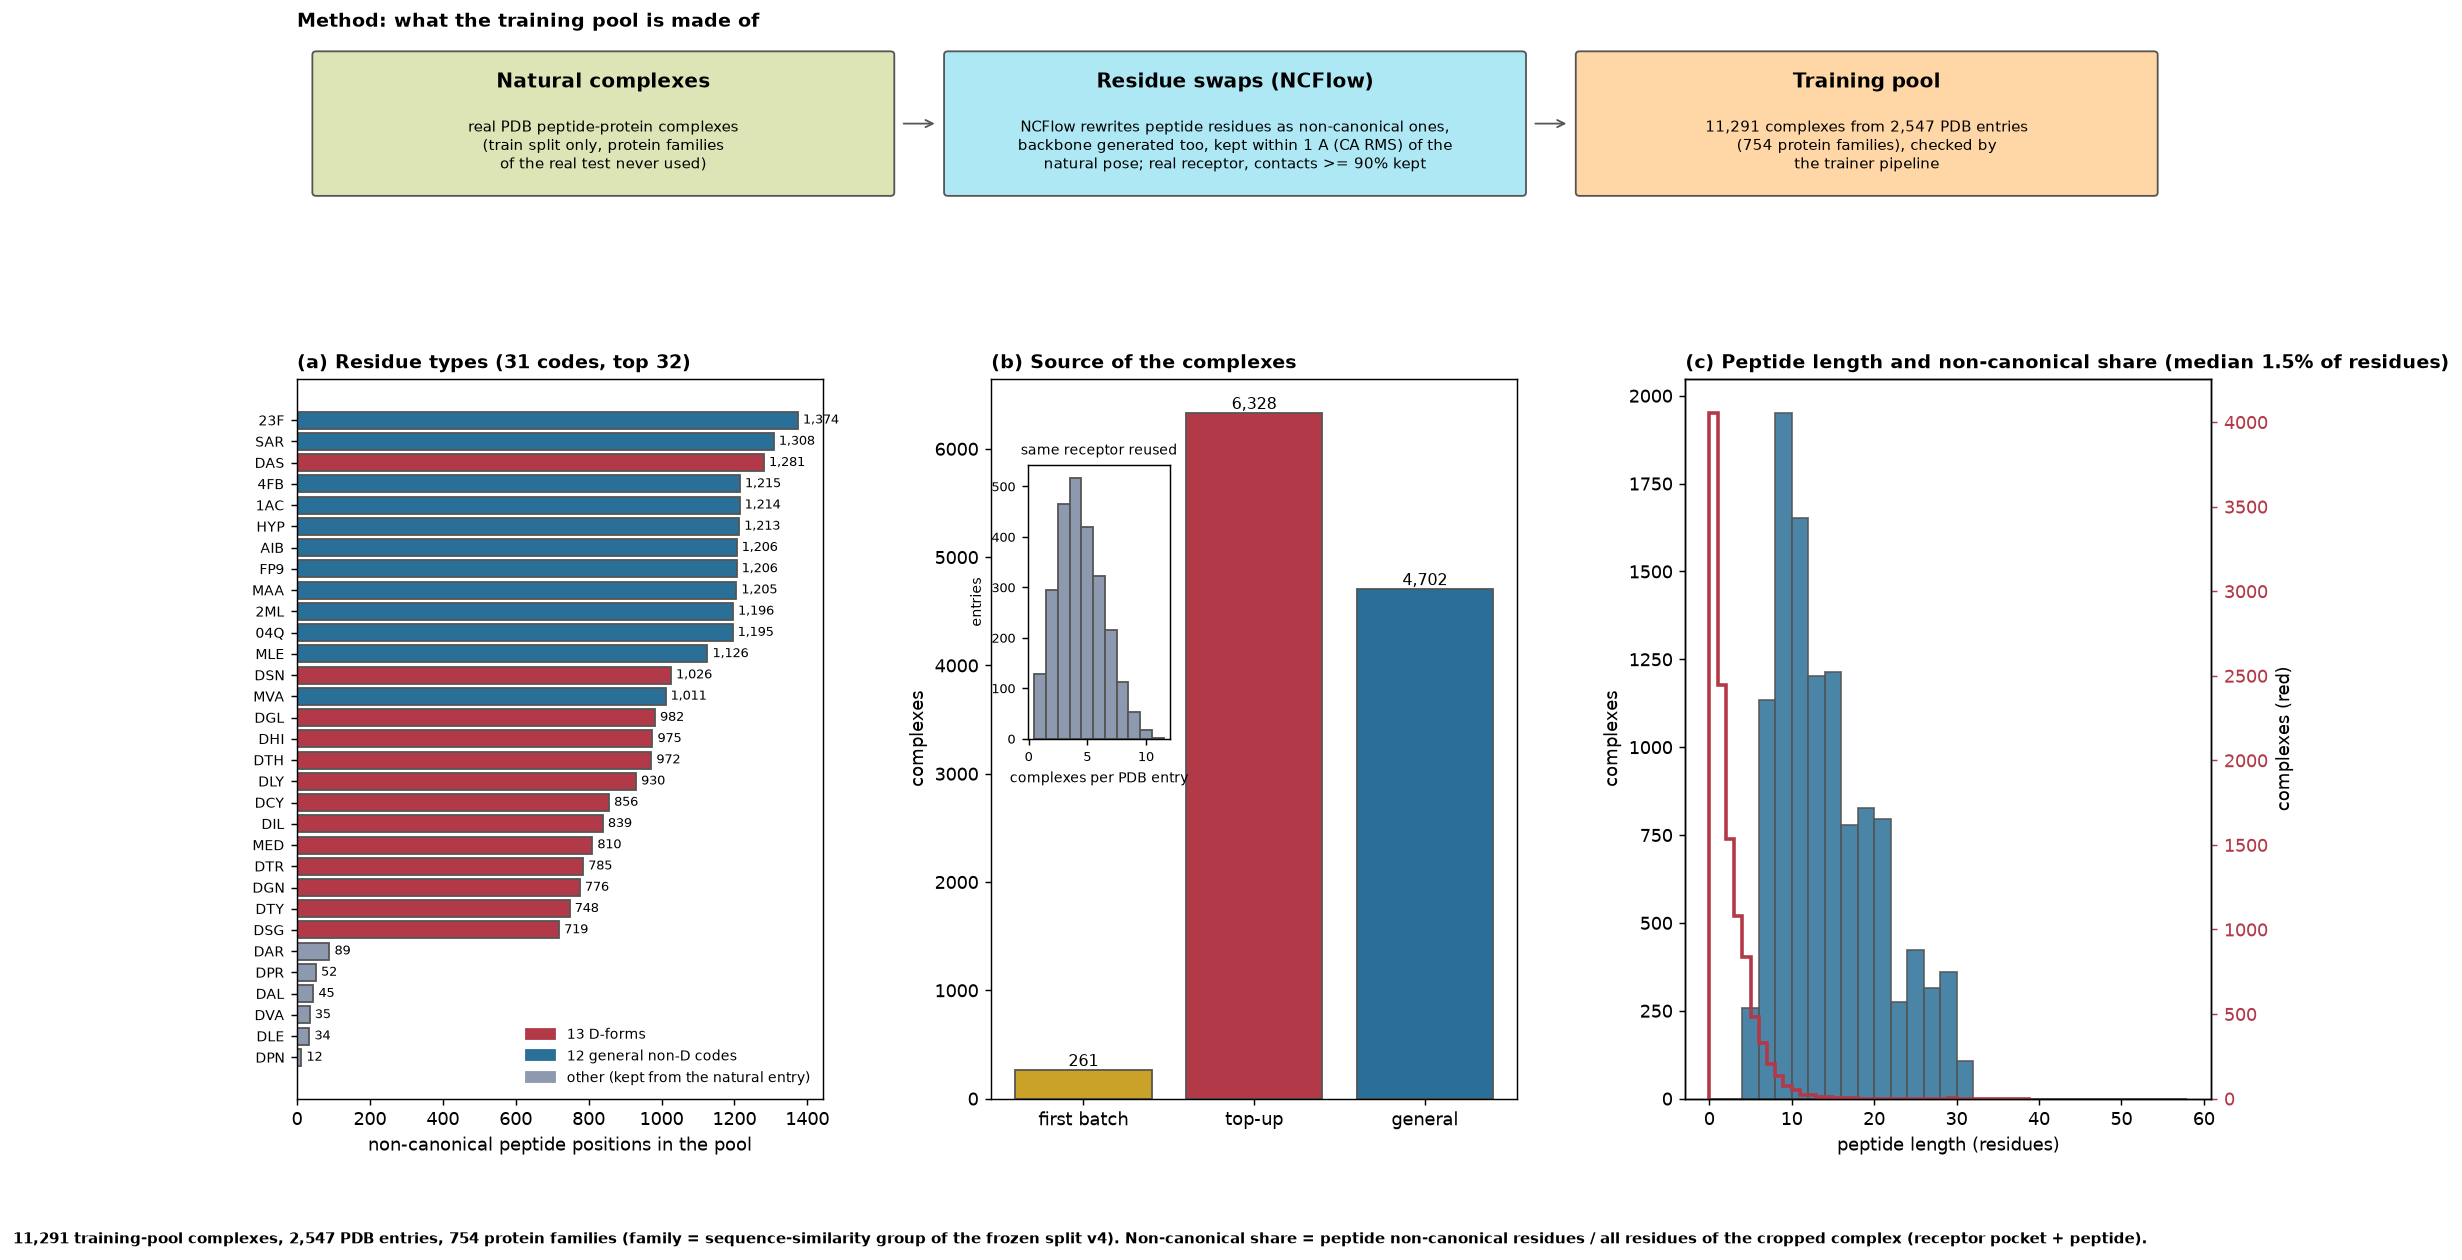 Method: what the training pool is made of
Natural complexes
real PDB peptide-protein complexes
(train split only, protein families
of the real test never used)
Residue swaps (NCFlow)
NCFlow rewrites peptide residues as non-canonical ones,
backbone generated too, kept within 1 A (CA RMS) of the
natural pose; real receptor, contacts >= 90% kept
Training pool
11,291 complexes from 2,547 PDB entries
(754 protein families), checked by
the trainer pipeline
(a) Residue types (31 codes, top 32)
23F 1,374
SAR 1,308
DAS 1,281
4FB 1,215
1AC 1,214
HYP 1,213
AIB 1,206
FP9 1,206
MAA 1,205
2ML 1,196
04Q 1,195
MLE 1,126
DSN 1,026
MVA 1,011
DGL 982
DHI 975
DTH 972
DLY 930
DCY 856
DIL 839
MED 810
DTR 785
DGN 776
DTY 748
DSG 719
DAR 89
DPR 52
DAL 45
DVA 35
DLE 34
DPN 12
13 D-forms
12 general non-D codes
other (kept from the natural entry)
0 200 400 600 800 1000 1200 1400
non-canonical peptide positions in the pool
(b) Source of the complexes
complexes
6000
5000
4000
3000
2000
1000
0
261
6,328
4,702
first batch top-up general
same receptor reused
entries
500
400
300
200
100
0
0 5 10
complexes per PDB entry
(c) Peptide length and non-canonical share (median 1.5% of residues)
complexes
2000
1750
1500
1250
1000
750
500
250
0
0 10 20 30 40 50 60
peptide length (residues)
4000
3500
3000
2500
2000
1500
1000
500
0
complexes (red)
11,291 training-pool complexes, 2,547 PDB entries, 754 protein families (family = sequence-similarity group of the frozen split v4). Non-canonical share = peptide non-canonical residues / all residues of the cropped complex (receptor pocket + peptide).